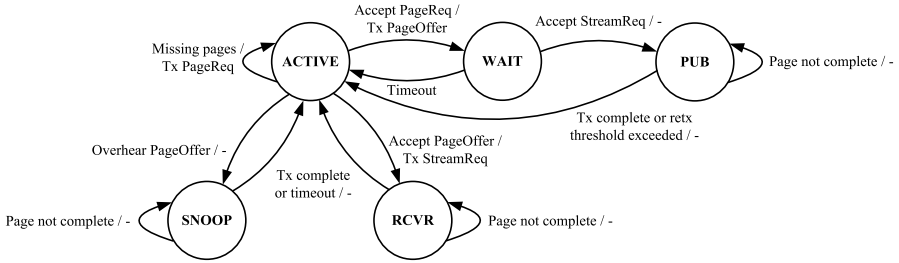 Accept PageReq /
Tx PageOffer
Accept StreamReq / -
Missing pages /
Tx PageReq
ACTIVE
WAIT
PUB
Page not complete / -
Timeout
Tx complete or retx
threshold exceeded / -
Overhear PageOffer / -
Accept PageOffer /
Tx StreamReq
Tx complete
or timeout / -
Page not complete / -
SNOOP
RCVR
Page not complete / -